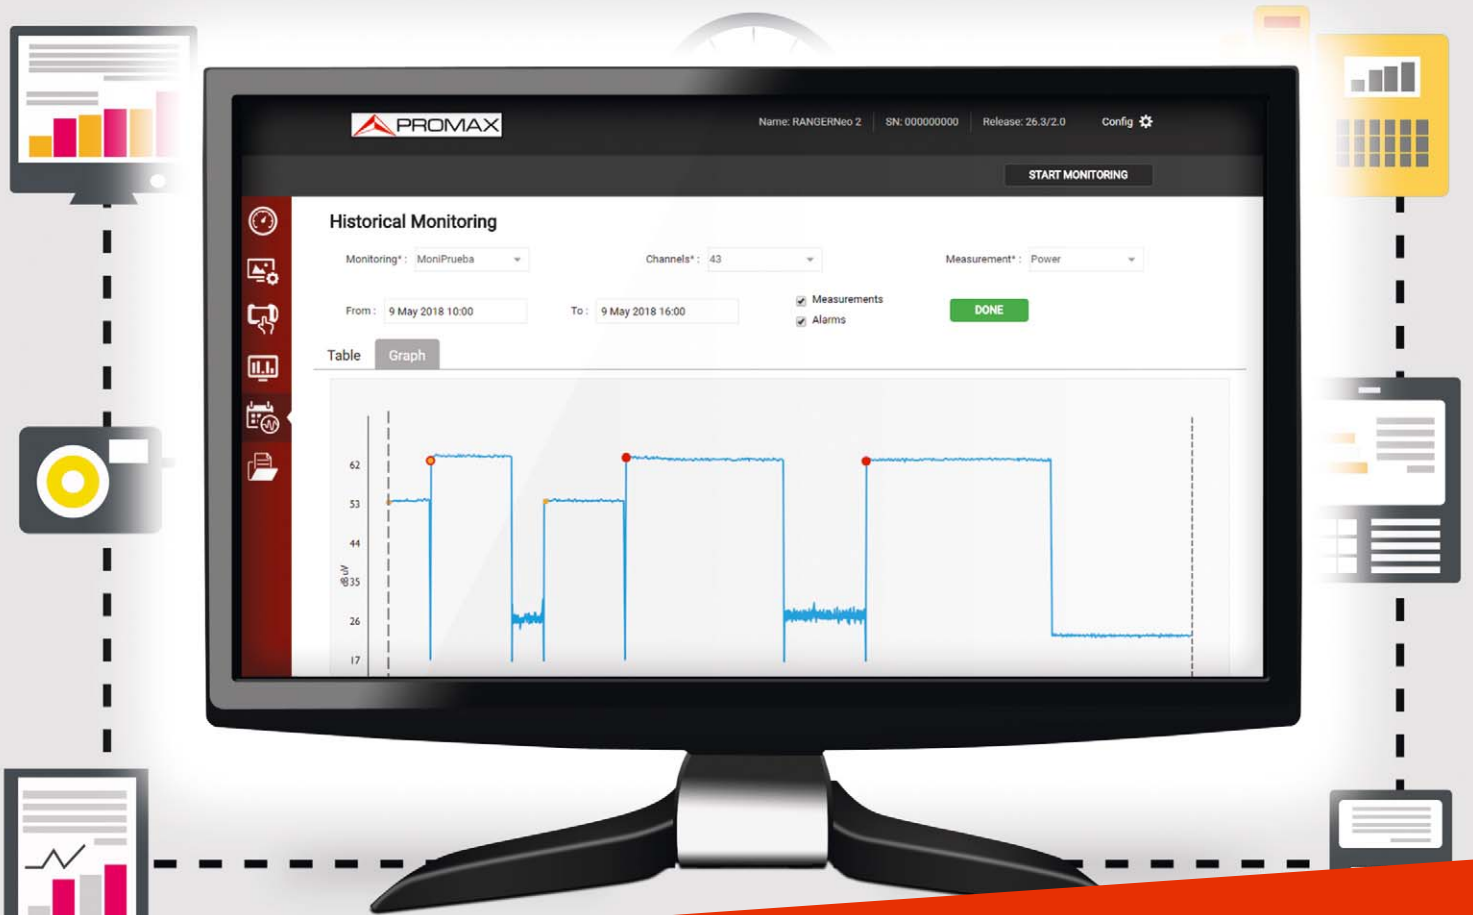 PROMAX
Name: RANGERNeo 2 SN: 000000000 Release: 26.3/2.0 Config
START MONITORING
Historical Monitoring
Monitoring* : MoniPrueba Channels* : 43 Measurement* : Power
From : 9 May 2018 10:00 To : 9 May 2018 16:00
Measurements
Alarms
DONE
Table Graph
62
53
44
dBuV
35
26
17